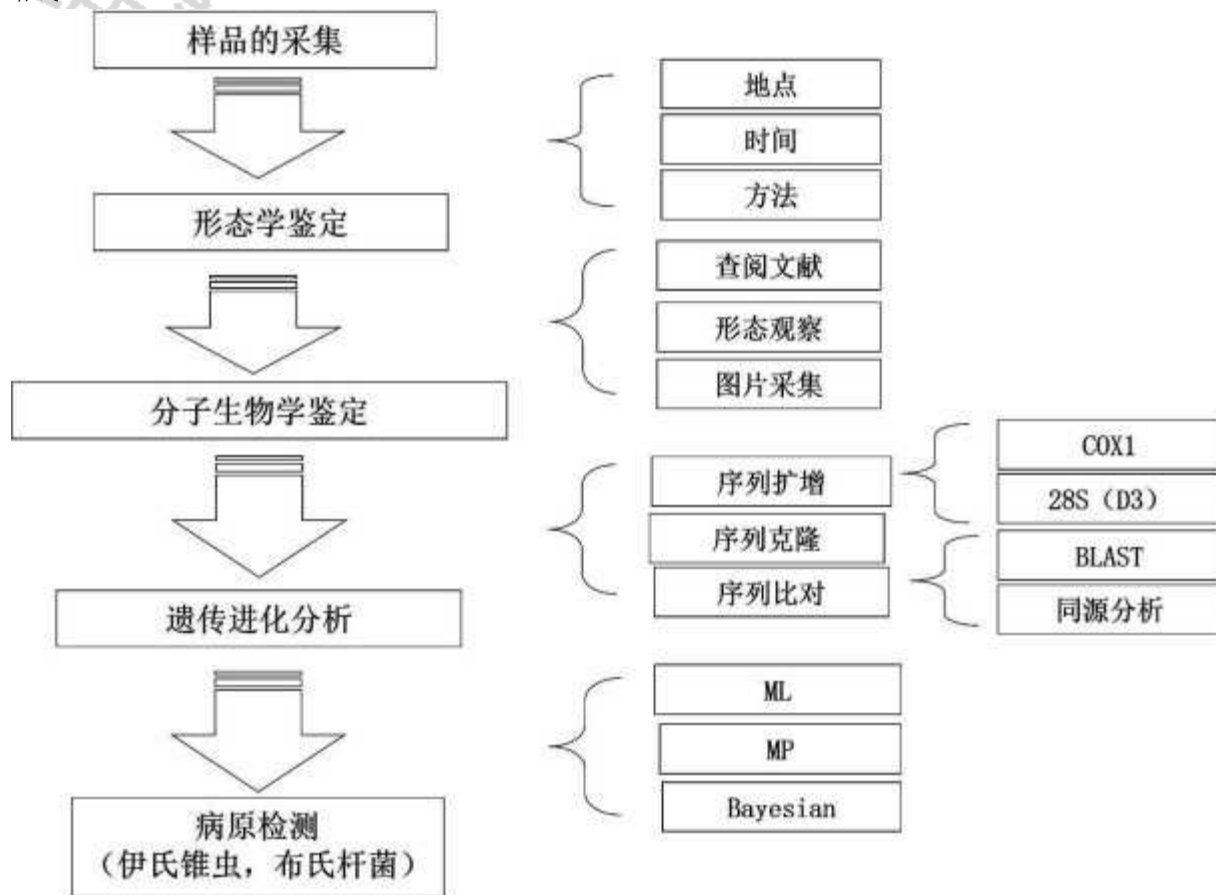 样品的采集
地点
时间
方法
形态学鉴定
查阅文献
形态观察
图片采集
分子生物学鉴定
序列扩增
COX1
28S（D3）
序列克隆
序列比对
BLAST
同源分析
遗传进化分析
ML
MP
Bayesian
病原检测
（伊氏锥虫，布氏杆菌）